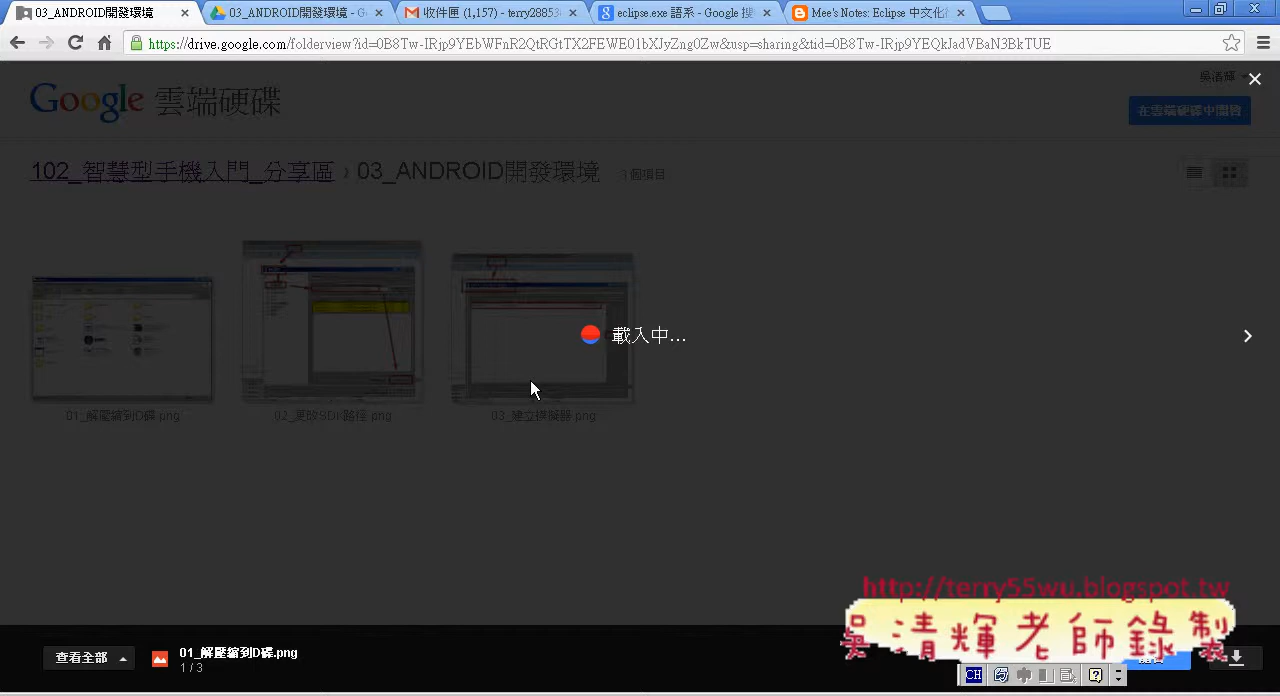 03_ANDROID開發環境
03_ANDROID開發環境 - G
收件匣 (1,157) - terry2885
eclipse.exe 語系 - Google 搜
Mee's Notes: Eclipse 中文化
https://drive.google.com/folderview?id=0B8Tw-IRjp9YEbWFnR2QtRGtTX2FEWE01bXJyZng0Zw&usp=sharing&tid=0B8Tw-IRjp9YEQkJadVBaN3BkTUE
Google 雲端硬碟
吳清輝
在雲端硬碟中開啟
102_智慧型手機入門_分享區 › 03_ANDROID開發環境 3 個項目
載入中...
01_解壓縮到D碟.png
02_更改SDK路徑.png
03_建立模擬器.png
http://terry55wu.blogspot.tw
吳清輝老師錄製
查看全部
01_解壓縮到D碟.png
1 / 3
CH